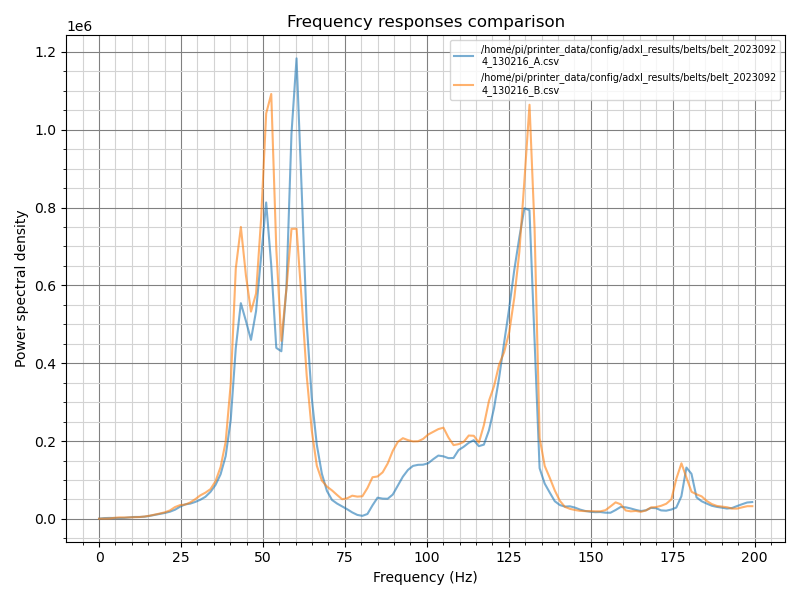 Frequency responses comparison
1e6
/home/pi/printer_data/config/adxl_results/belts/belt_2023092
4_130216_A.csv
/home/pi/printer_data/config/adxl_results/belts/belt_2023092
4_130216_B.csv
1.2
1.0
0.8
0.6
0.4
0.2
0.0
Power spectral density
0 25 50 75 100 125 150 175 200
Frequency (Hz)